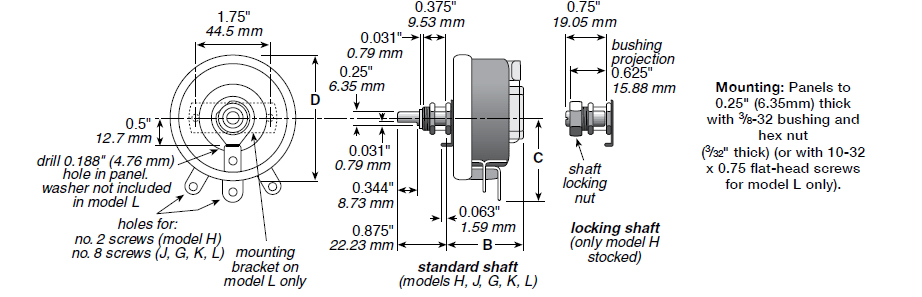 1.75"
44.5 mm
D
0.5"
12.7 mm
drill 0.188" (4.76 mm)
hole in panel.
washer not included
in model L
holes for:
no. 2 screws (model H)
no. 8 screws (J, G, K, L)
mounting
bracket on
model L only
0.375"
9.53 mm
0.031"
0.79 mm
0.25"
6.35 mm
0.031"
0.79 mm
0.344"
8.73 mm
0.875"
22.23 mm
0.063"
1.59 mm
B
C
standard shaft
(models H, J, G, K, L)
0.75"
19.05 mm
bushing
projection
0.625"
15.88 mm
shaft
locking
nut
locking shaft
(only model H
stocked)
Mounting: Panels to
0.25" (6.35mm) thick
with 3/8-32 bushing and
hex nut
(3/32" thick) (or with 10-32
x 0.75 flat-head screws
for model L only).